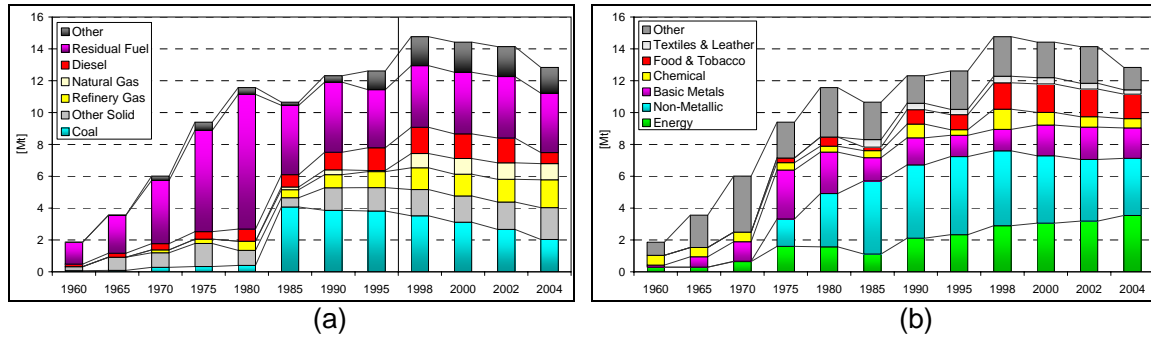 16
14
12
10
8
6
4
2
0
[Mt]
Other
Residual Fuel
Diesel
Natural Gas
Refinery Gas
Other Solid
Coal
1960 1965 1970 1975 1980 1985 1990 1995 1998 2000 2002 2004
(a)
16
14
12
10
8
6
4
2
0
[Mt]
Other
Textiles & Leather
Food & Tobacco
Chemical
Basic Metals
Non-Metallic
Energy
1960 1965 1970 1975 1980 1985 1990 1995 1998 2000 2002 2004
(b)